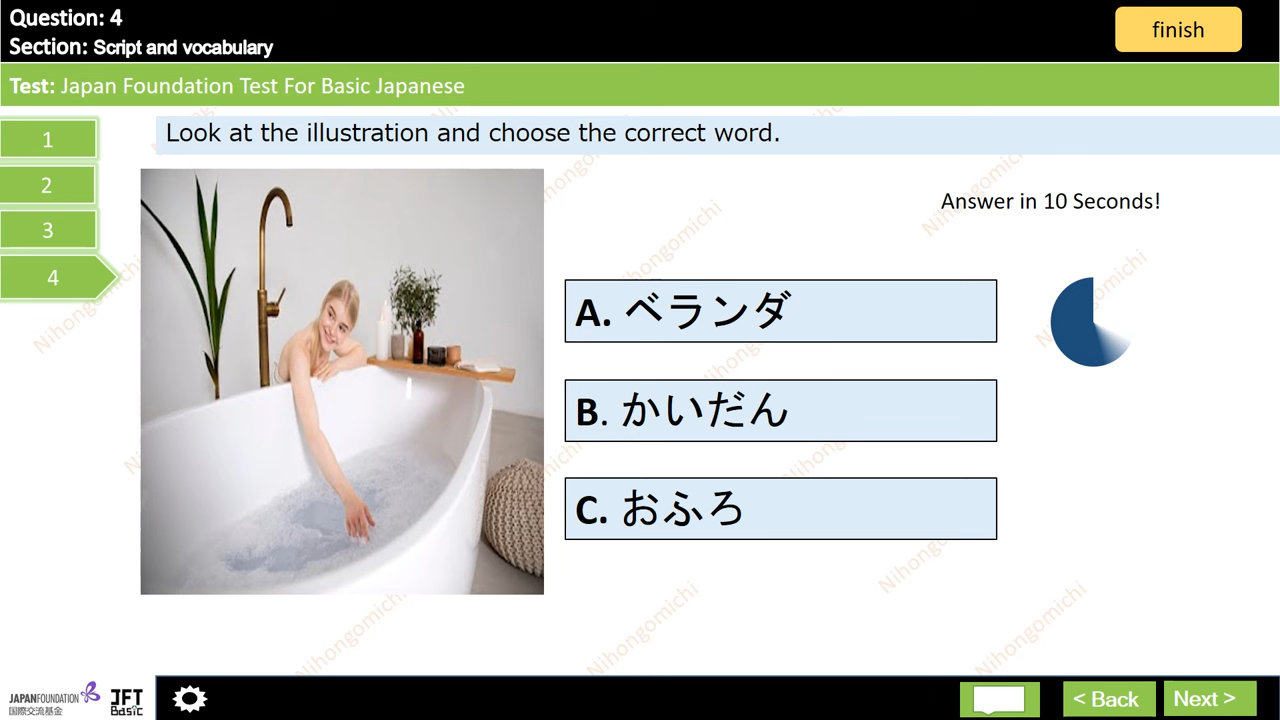 Question: 4
Section: Script and vocabulary
finish
Test: Japan Foundation Test For Basic Japanese
1
2
3
4
Look at the illustration and choose the correct word.
Answer in 10 Seconds!
A. ベランダ
B. かいだん
C. おふろ
Nihongomichi
JAPANFOUNDATION
国際交流基金
JFT
Basic
< Back
Next >